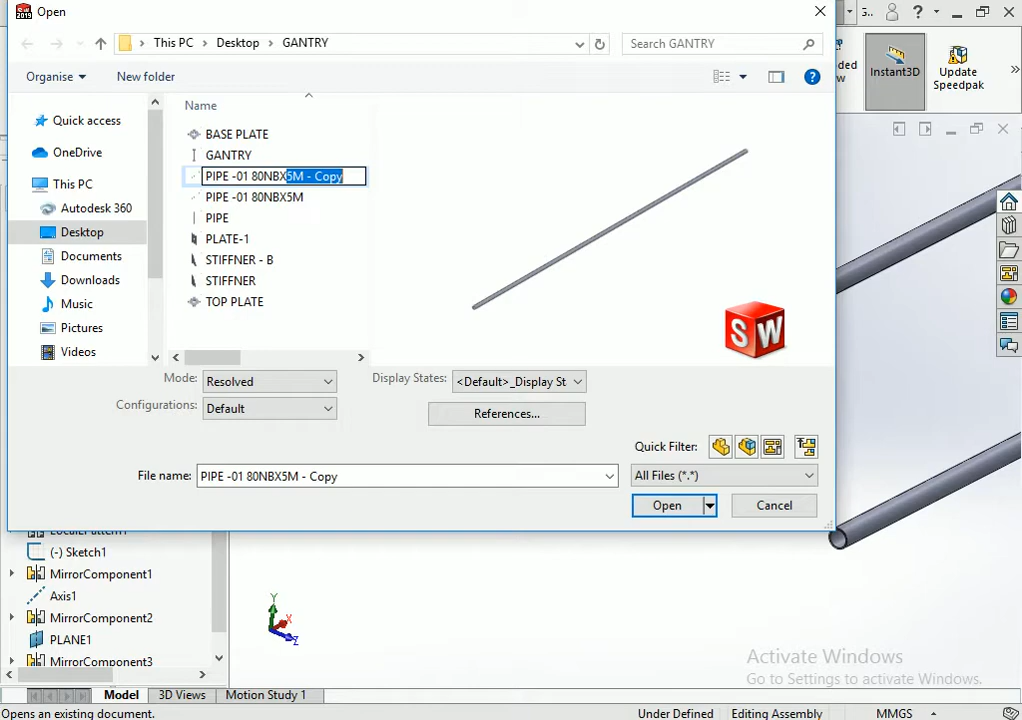 2019 Open
5..
This PC > Desktop > GANTRY
Search GANTRY
Organise
New folder
Name
Quick access
OneDrive
This PC
Autodesk 360
Desktop
Documents
Downloads
Music
Pictures
Videos
BASE PLATE
GANTRY
PIPE -01 80NBX5M - Copy
PIPE -01 80NBX5M
PIPE
PLATE-1
STIFFNER - B
STIFFNER
TOP PLATE
SW
Mode: Resolved
Display States: <Default>_Display St
Configurations: Default
References...
Quick Filter:
File name: PIPE -01 80NBX5M - Copy
All Files (*.*)
Open
Cancel
Instant3D
Update
Speedpak
(-) Sketch1
MirrorComponent1
Axis1
MirrorComponent2
PLANE1
MirrorComponent3
Y
X
Z
Activate Windows
Go to Settings to activate Windows.
Model
3D Views
Motion Study 1
Opens an existing document.
Under Defined
Editing Assembly
MMGS